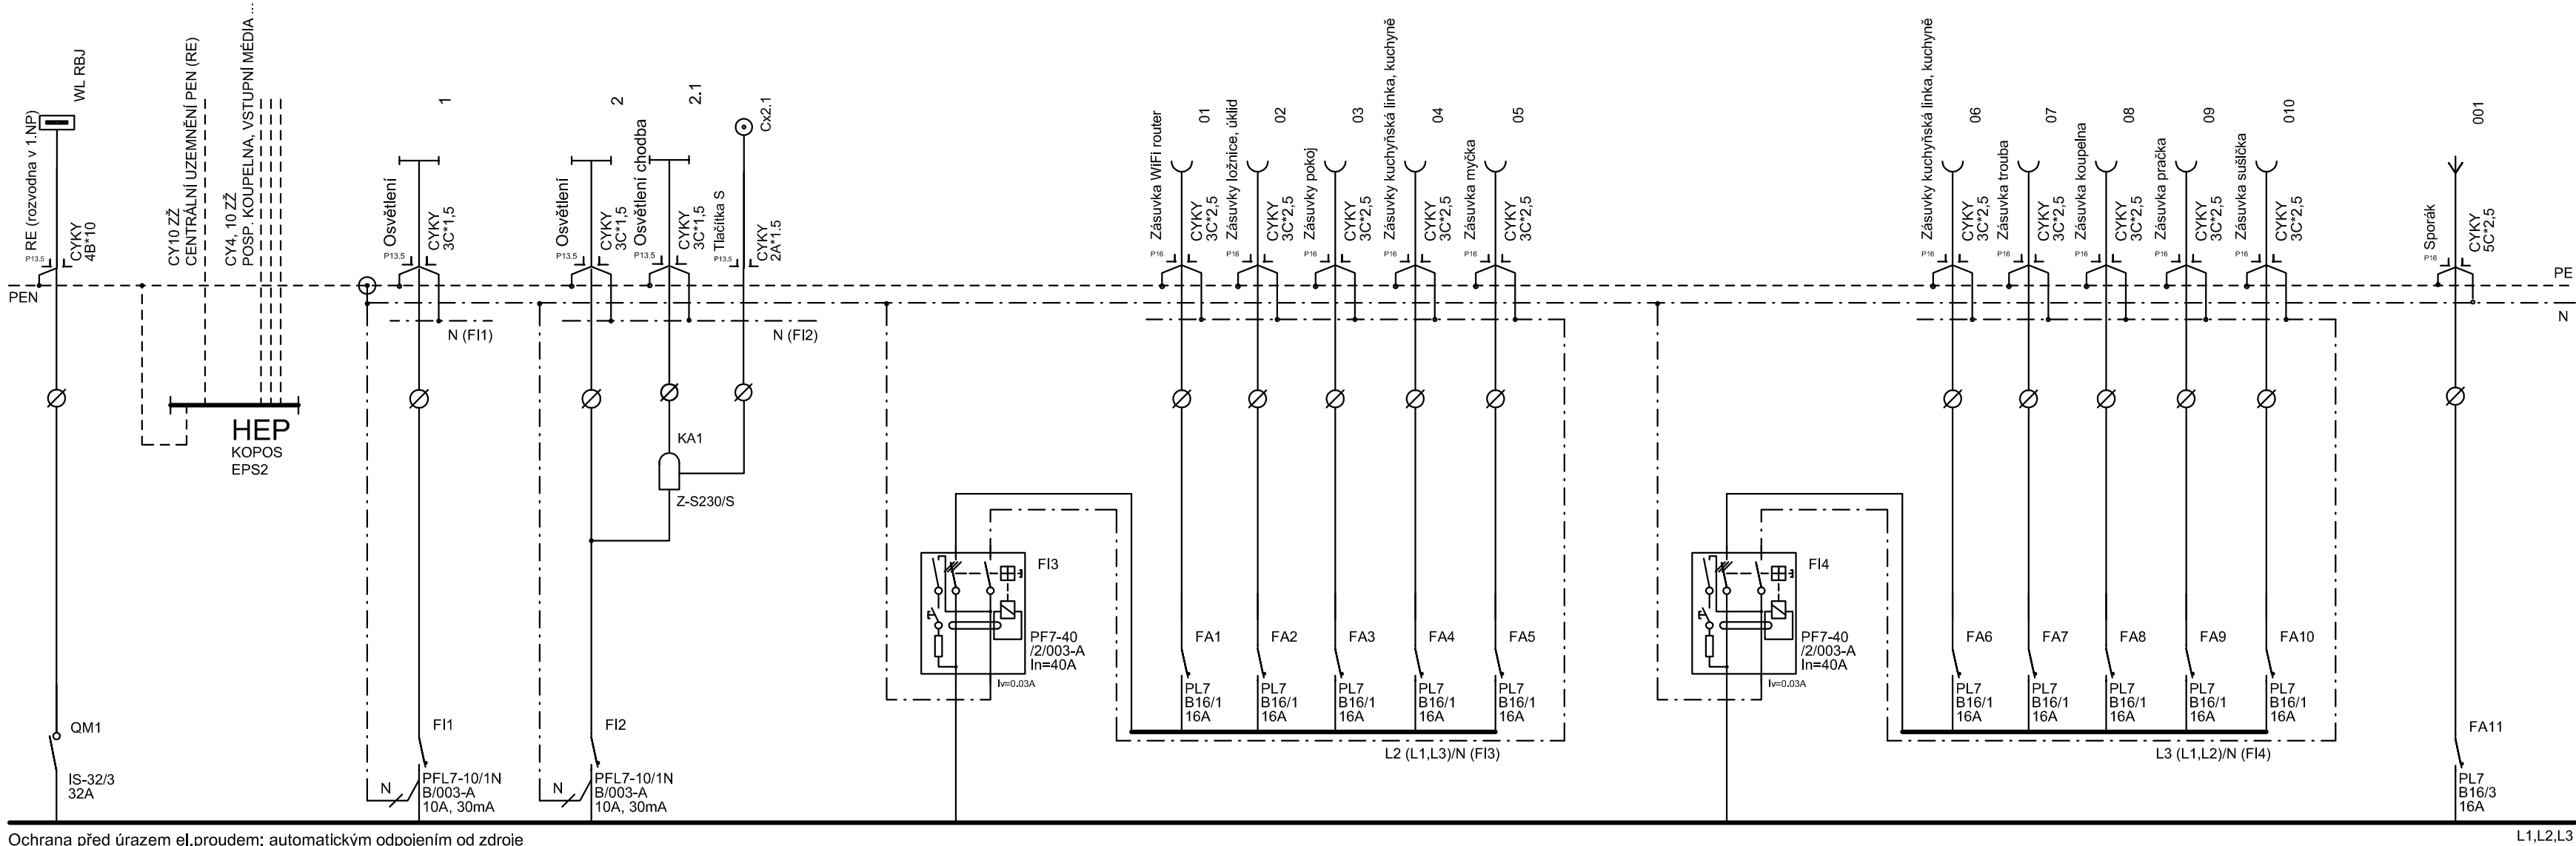 RE (rozvodna v 1.NP)
WL RBJ
P13.5
CYKY
4B*10
PEN
CY10 ZŽ
CENTRÁLNÍ UZEMNĚNÍ PEN (RE)
CY4, 10 ZŽ
POSP. KOUPELNA, VSTUPNÍ MÉDIA...
HEP
KOPOS
EPS2
QM1
IS-32/3
32A
1
Osvětlení
P13.5
CYKY
3C*1,5
N (FI1)
FI1
N
PFL7-10/1N
B/003-A
10A, 30mA
2
Osvětlení
P13.5
CYKY
3C*1,5
2.1
Osvětlení chodba
P13.5
CYKY
3C*1,5
Cx2.1
Tlačítka S
P13.5
CYKY
2A*1.5
N (FI2)
KA1
Z-S230/S
FI2
N
PFL7-10/1N
B/003-A
10A, 30mA
FI3
PF7-40
/2/003-A
In=40A
Iv=0.03A
Zásuvka WiFi router
01
P16
CYKY
3C*2,5
Zásuvky ložnice, úklid
02
P16
CYKY
3C*2,5
Zásuvky pokoj
03
P16
CYKY
3C*2,5
Zásuvky kuchyňská linka, kuchyně
04
P16
CYKY
3C*2,5
Zásuvka myčka
05
P16
CYKY
3C*2,5
FA1
PL7
B16/1
16A
FA2
PL7
B16/1
16A
FA3
PL7
B16/1
16A
FA4
PL7
B16/1
16A
FA5
PL7
B16/1
16A
L2 (L1,L3)/N (FI3)
FI4
PF7-40
/2/003-A
In=40A
Iv=0.03A
Zásuvky kuchyňská linka, kuchyně
06
P16
CYKY
3C*2,5
Zásuvka trouba
07
P16
CYKY
3C*2,5
Zásuvka koupelna
08
P16
CYKY
3C*2,5
Zásuvka pračka
09
P16
CYKY
3C*2,5
Zásuvka sušička
010
P16
CYKY
3C*2,5
FA6
PL7
B16/1
16A
FA7
PL7
B16/1
16A
FA8
PL7
B16/1
16A
FA9
PL7
B16/1
16A
FA10
PL7
B16/1
16A
L3 (L1,L2)/N (FI4)
001
Sporák
P16
CYKY
5C*2,5
PE
N
FA11
PL7
B16/3
16A
Ochrana před úrazem el.proudem: automatickým odpojením od zdroje
L1,L2,L3